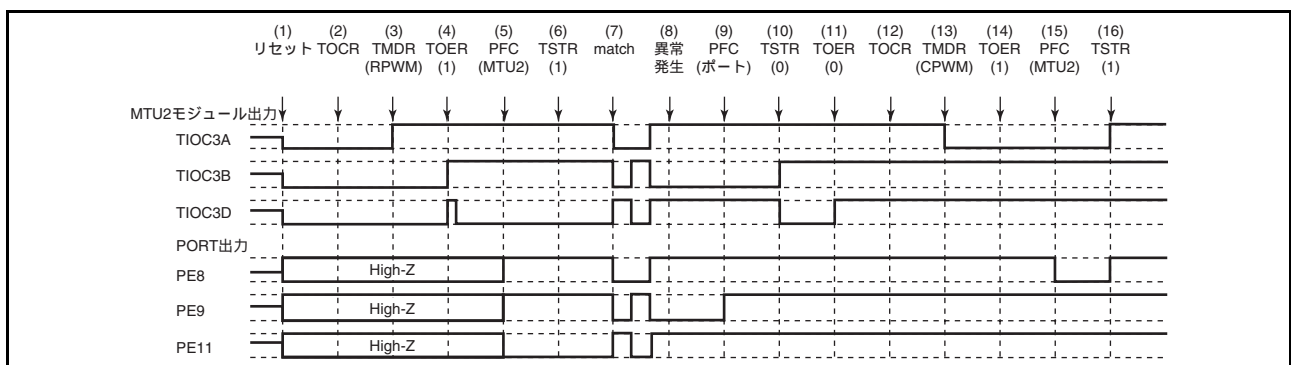 (1) (2) (3) (4) (5) (6) (7) (8) (9) (10) (11) (12) (13) (14) (15) (16)
リセット TOCR TMDR TOER PFC TSTR match 異常 PFC TSTR TOER TOCR TMDR TOER PFC TSTR
(RPWM) (1) (MTU2) (1) 発生 (ポート) (0) (0) (CPWM) (1) (MTU2) (1)
MTU2モジュール出力
TIOC3A
TIOC3B
TIOC3D
PORT出力
PE8 High-Z
PE9 High-Z
PE11 High-Z